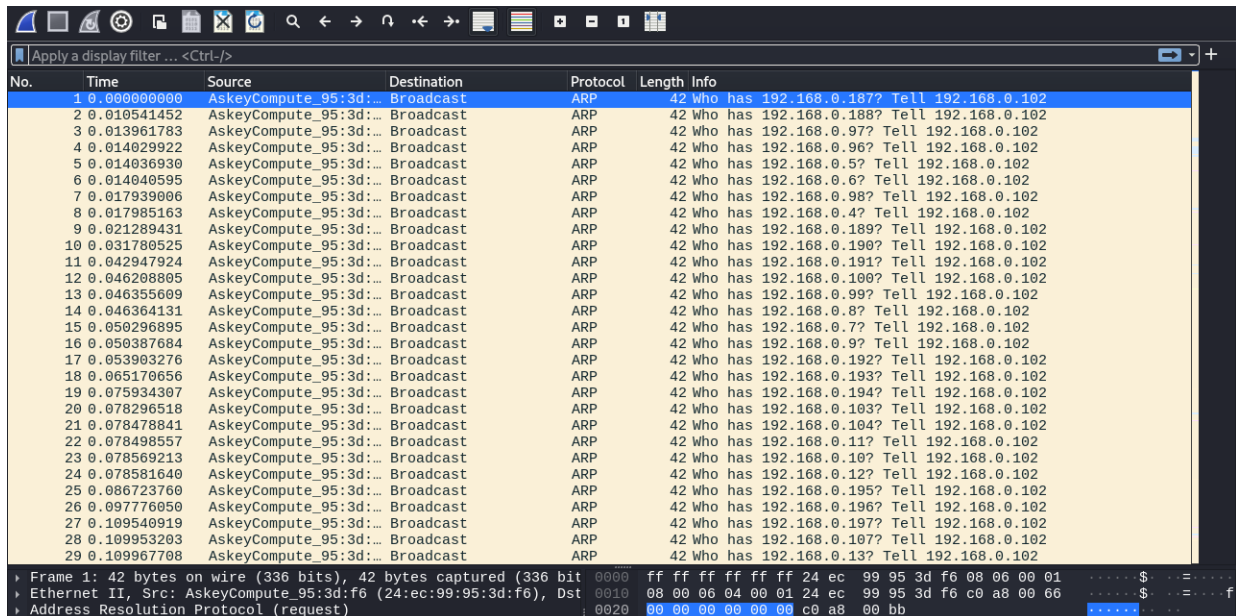 Apply a display filter … <Ctrl-/>
No. Time Source Destination Protocol Length Info
1 0.000000000 AskeyCompute_95:3d:… Broadcast ARP 42 Who has 192.168.0.187? Tell 192.168.0.102
2 0.010541452 AskeyCompute_95:3d:… Broadcast ARP 42 Who has 192.168.0.188? Tell 192.168.0.102
3 0.013961783 AskeyCompute_95:3d:… Broadcast ARP 42 Who has 192.168.0.97? Tell 192.168.0.102
4 0.014029922 AskeyCompute_95:3d:… Broadcast ARP 42 Who has 192.168.0.96? Tell 192.168.0.102
5 0.014036930 AskeyCompute_95:3d:… Broadcast ARP 42 Who has 192.168.0.5? Tell 192.168.0.102
6 0.014040595 AskeyCompute_95:3d:… Broadcast ARP 42 Who has 192.168.0.6? Tell 192.168.0.102
7 0.017939006 AskeyCompute_95:3d:… Broadcast ARP 42 Who has 192.168.0.98? Tell 192.168.0.102
8 0.017985163 AskeyCompute_95:3d:… Broadcast ARP 42 Who has 192.168.0.4? Tell 192.168.0.102
9 0.021289431 AskeyCompute_95:3d:… Broadcast ARP 42 Who has 192.168.0.189? Tell 192.168.0.102
10 0.031780525 AskeyCompute_95:3d:… Broadcast ARP 42 Who has 192.168.0.190? Tell 192.168.0.102
11 0.042947924 AskeyCompute_95:3d:… Broadcast ARP 42 Who has 192.168.0.191? Tell 192.168.0.102
12 0.046208805 AskeyCompute_95:3d:… Broadcast ARP 42 Who has 192.168.0.100? Tell 192.168.0.102
13 0.046355609 AskeyCompute_95:3d:… Broadcast ARP 42 Who has 192.168.0.99? Tell 192.168.0.102
14 0.046364131 AskeyCompute_95:3d:… Broadcast ARP 42 Who has 192.168.0.8? Tell 192.168.0.102
15 0.050296895 AskeyCompute_95:3d:… Broadcast ARP 42 Who has 192.168.0.7? Tell 192.168.0.102
16 0.050387684 AskeyCompute_95:3d:… Broadcast ARP 42 Who has 192.168.0.9? Tell 192.168.0.102
17 0.053903276 AskeyCompute_95:3d:… Broadcast ARP 42 Who has 192.168.0.192? Tell 192.168.0.102
18 0.065170656 AskeyCompute_95:3d:… Broadcast ARP 42 Who has 192.168.0.193? Tell 192.168.0.102
19 0.075934307 AskeyCompute_95:3d:… Broadcast ARP 42 Who has 192.168.0.194? Tell 192.168.0.102
20 0.078296518 AskeyCompute_95:3d:… Broadcast ARP 42 Who has 192.168.0.103? Tell 192.168.0.102
21 0.078478841 AskeyCompute_95:3d:… Broadcast ARP 42 Who has 192.168.0.104? Tell 192.168.0.102
22 0.078498557 AskeyCompute_95:3d:… Broadcast ARP 42 Who has 192.168.0.11? Tell 192.168.0.102
23 0.078569213 AskeyCompute_95:3d:… Broadcast ARP 42 Who has 192.168.0.10? Tell 192.168.0.102
24 0.078581640 AskeyCompute_95:3d:… Broadcast ARP 42 Who has 192.168.0.12? Tell 192.168.0.102
25 0.086723760 AskeyCompute_95:3d:… Broadcast ARP 42 Who has 192.168.0.195? Tell 192.168.0.102
26 0.097776050 AskeyCompute_95:3d:… Broadcast ARP 42 Who has 192.168.0.196? Tell 192.168.0.102
27 0.109540919 AskeyCompute_95:3d:… Broadcast ARP 42 Who has 192.168.0.197? Tell 192.168.0.102
28 0.109953203 AskeyCompute_95:3d:… Broadcast ARP 42 Who has 192.168.0.107? Tell 192.168.0.102
29 0.109967708 AskeyCompute_95:3d:… Broadcast ARP 42 Who has 192.168.0.13? Tell 192.168.0.102
Frame 1: 42 bytes on wire (336 bits), 42 bytes captured (336 bit 0000 ff ff ff ff ff ff 24 ec 99 95 3d f6 08 06 00 01 ······$· ··=·····
Ethernet II, Src: AskeyCompute_95:3d:f6 (24:ec:99:95:3d:f6), Dst 0010 08 00 06 04 00 01 24 ec 99 95 3d f6 c0 a8 00 66 ······$· ··=····f
Address Resolution Protocol (request) 0020 00 00 00 00 00 00 c0 a8 00 bb ········ ··